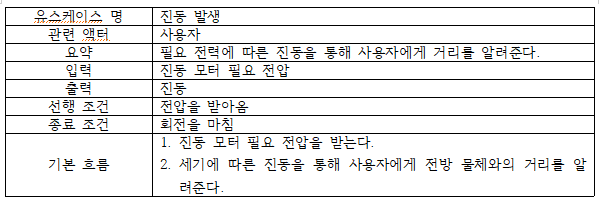 유스케이스 명 진동 발생
관련 액터 사용자
요약 필요 전력에 따른 진동을 통해 사용자에게 거리를 알려준다.
입력 진동 모터 필요 전압
출력 진동
선행 조건 전압을 받아옴
종료 조건 회전을 마침
기본 흐름
1. 진동 모터 필요 전압을 받는다.
2. 세기에 따른 진동을 통해 사용자에게 전방 물체와의 거리를 알
려준다.